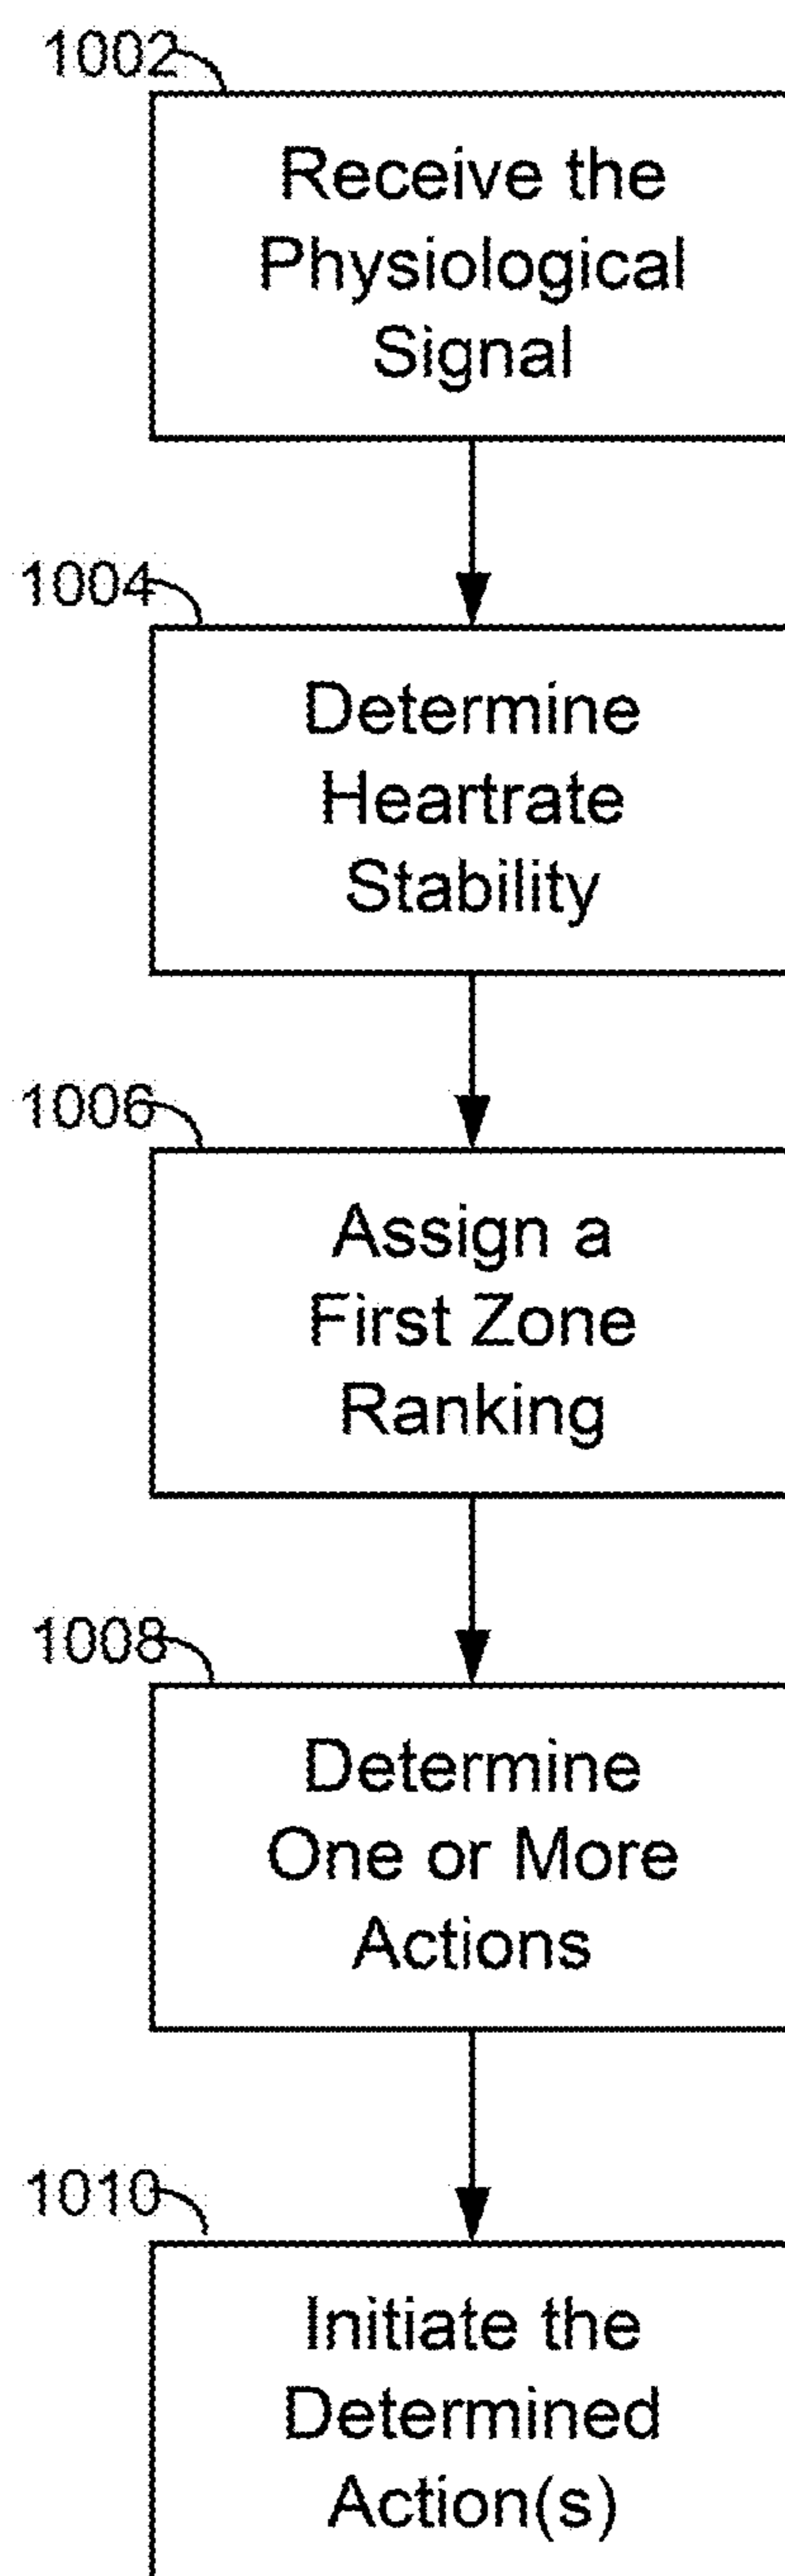 1002
Receive the
Physiological
Signal
1004
Determine
Heartrate
Stability
1006
Assign a
First Zone
Ranking
1008
Determine
One or More
Actions
1010
Initiate the
Determined
Action(s)